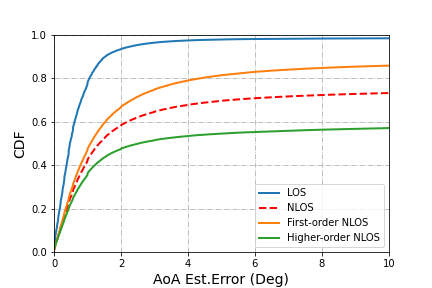 1.0
0.8
0.6
0.4
0.2
0.0
CDF
LOS
NLOS
First-order NLOS
Higher-order NLOS
0 2 4 6 8 10
AoA Est.Error (Deg)